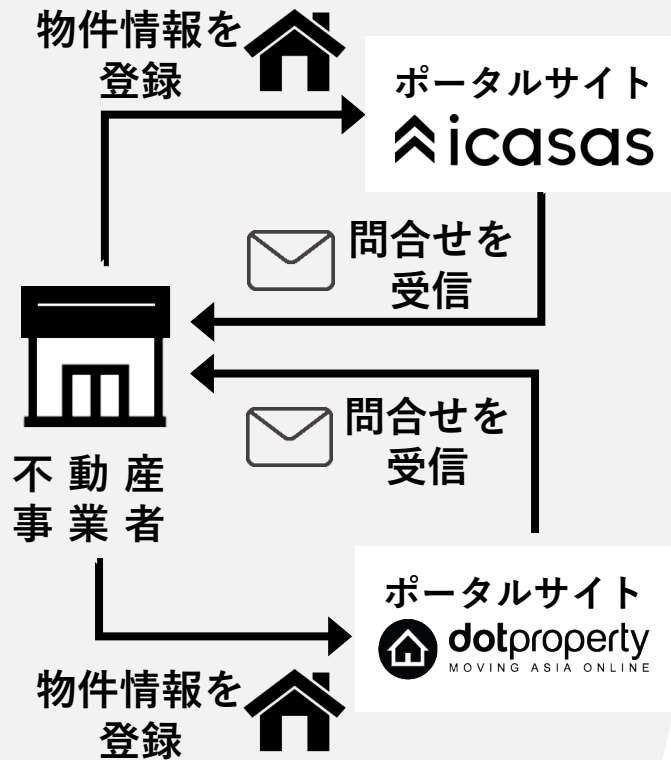 物件情報を
登録
ポータルサイト
icasas
問合せを
受信
問合せを
受信
不動産
事業者
ポータルサイト
dotproperty
MOVING ASIA ONLINE
物件情報を
登録